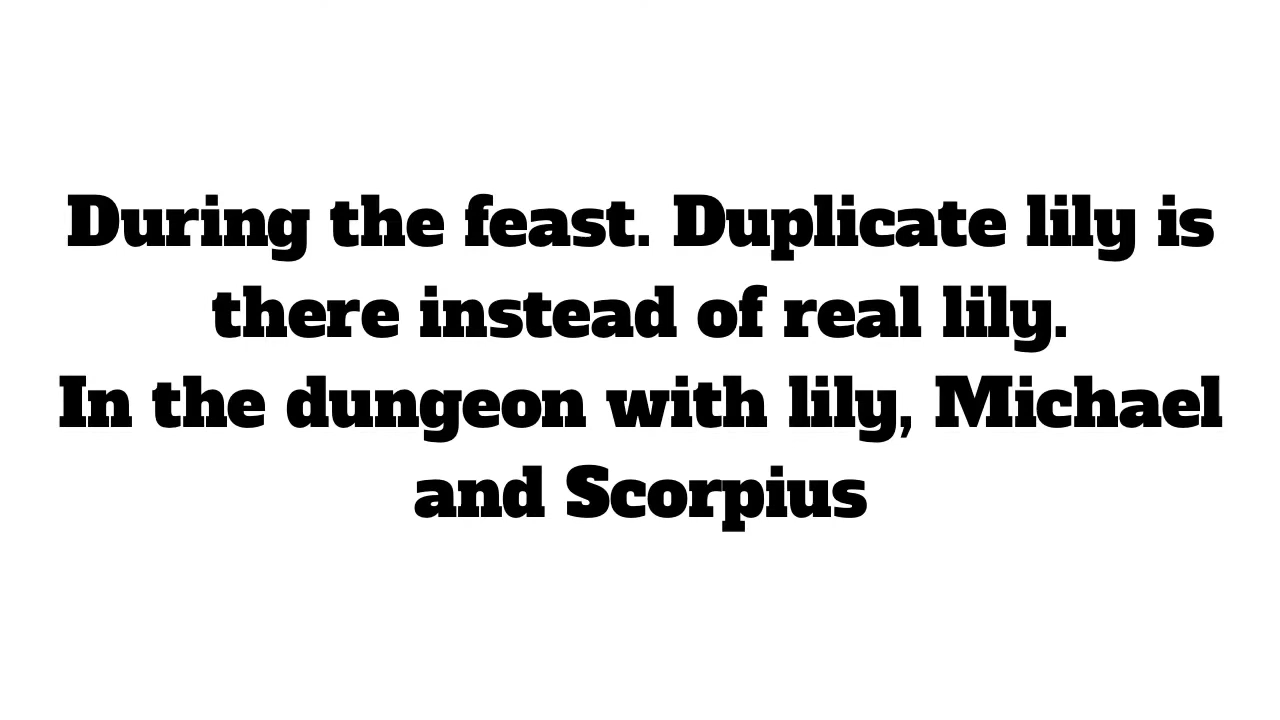 During the feast. Duplicate lily is
there instead of real lily.
In the dungeon with lily, Michael
and Scorpius